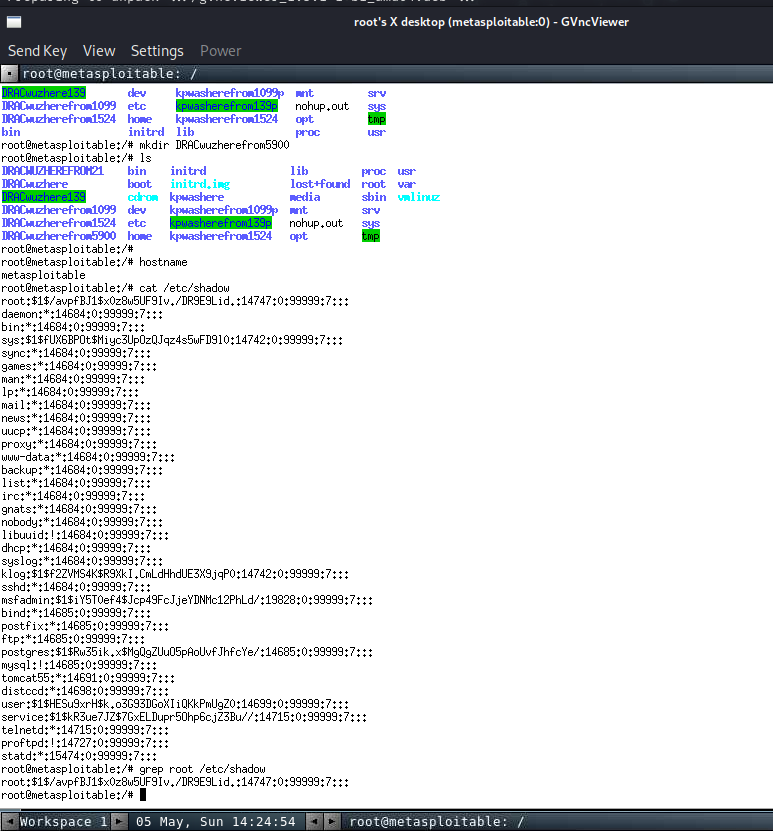 root's X desktop (metasploitable:0) - GVncViewer
Send Key View Settings Power
root@metasploitable: /
DRACwuzhere139 dev kpwasherefrom1099p mnt srv
DRACwuzherefrom1099 etc kpwasherefrom139p nohup.out sys
DRACwuzherefrom1524 home kpwasherefrom1524 opt tmp
bin initrd lib proc usr
root@metasploitable:/# mkdir DRACwuzherefrom5900
root@metasploitable:/# ls
DRACWUZHEREFROM21 bin initrd lib proc usr
DRACwuzhere boot initrd.img lost+found root var
DRACwuzhere139 cdrom kpwashere media sbin vmlinuz
DRACwuzherefrom1099 dev kpwasherefrom1099p mnt srv
DRACwuzherefrom1524 etc kpwasherefrom139p nohup.out sys
DRACwuzherefrom5900 home kpwasherefrom1524 opt tmp
root@metasploitable:/#
root@metasploitable:/# hostname
metasploitable
root@metasploitable:/# cat /etc/shadow
root:$1$/avpfBJ1$x0z8w5UF9Iv./DR9E9Lid.:14747:0:99999:7:::
daemon:*:14684:0:99999:7:::
bin:*:14684:0:99999:7:::
sys:$1$fUX6BPOt$Miyc3UpOzQJqz4s5wFD9l0:14742:0:99999:7:::
sync:*:14684:0:99999:7:::
games:*:14684:0:99999:7:::
man:*:14684:0:99999:7:::
lp:*:14684:0:99999:7:::
mail:*:14684:0:99999:7:::
news:*:14684:0:99999:7:::
uucp:*:14684:0:99999:7:::
proxy:*:14684:0:99999:7:::
www-data:*:14684:0:99999:7:::
backup:*:14684:0:99999:7:::
list:*:14684:0:99999:7:::
irc:*:14684:0:99999:7:::
gnats:*:14684:0:99999:7:::
nobody:*:14684:0:99999:7:::
libuuid:!:14684:0:99999:7:::
dhcp:*:14684:0:99999:7:::
syslog:*:14684:0:99999:7:::
klog:$1$f2ZVMS4K$R9XkI.CmLdHhdUE3X9jqP0:14742:0:99999:7:::
sshd:*:14684:0:99999:7:::
msfadmin:$1$iY5TOef4$Jcp49FcJjeYDNMc12PhLd/:19828:0:99999:7:::
bind:*:14685:0:99999:7:::
postfix:*:14685:0:99999:7:::
ftp:*:14685:0:99999:7:::
postgres:$1$Rw35ik.x$MgQgZUuO5pAoUvfJhfcYe/:14685:0:99999:7:::
mysql:!:14685:0:99999:7:::
tomcat55:*:14691:0:99999:7:::
distccd:*:14698:0:99999:7:::
user:$1$HESu9xrH$k.o3G93DGoXIiQKkPmUgZ0:14699:0:99999:7:::
service:$1$kR3ue7JZ$7GxELDupr5Ohp6cjZ3Bu//:14715:0:99999:7:::
telnetd:*:14715:0:99999:7:::
proftpd:!:14727:0:99999:7:::
statd:*:15474:0:99999:7:::
root@metasploitable:/# grep root /etc/shadow
root:$1$/avpfBJ1$x0z8w5UF9Iv./DR9E9Lid.:14747:0:99999:7:::
root@metasploitable:/#
Workspace 1 05 May, Sun 14:24:54 root@metasploitable: /